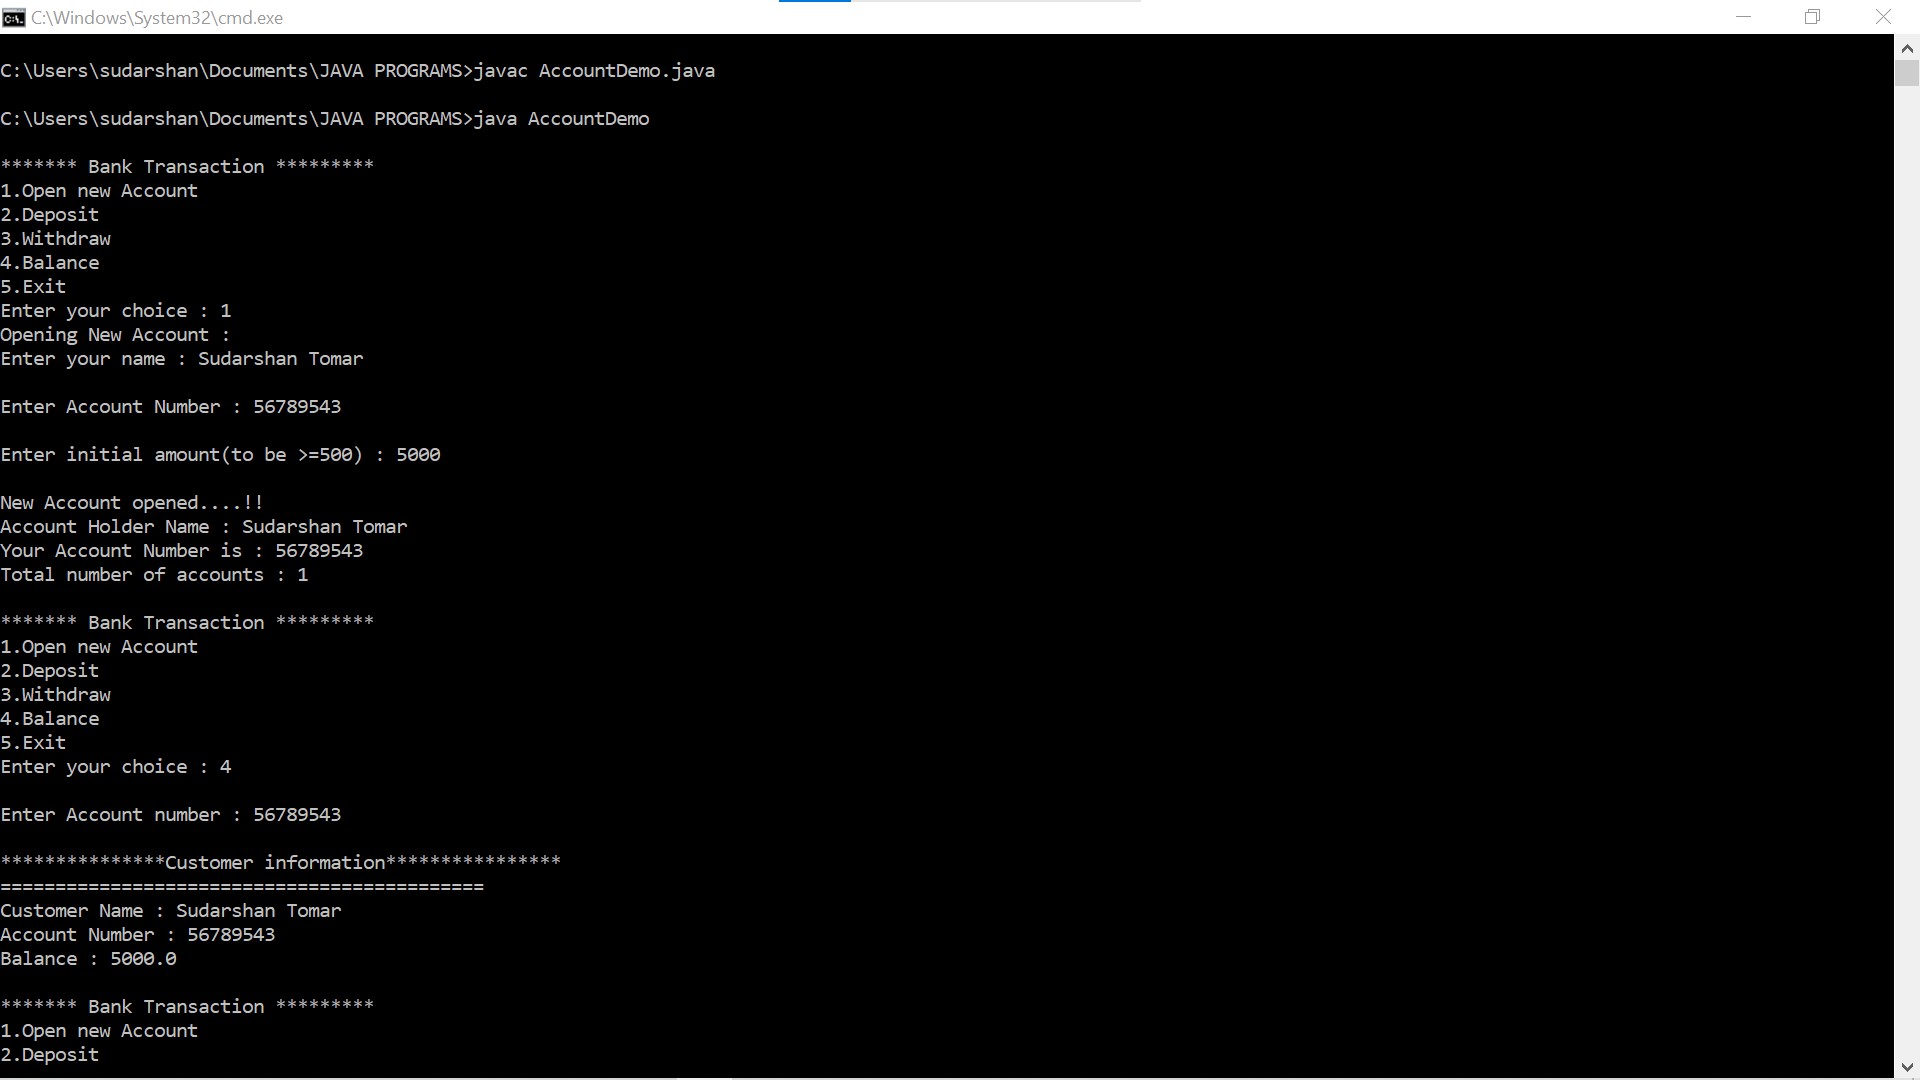 C:\Windows\System32\cmd.exe
C:\Users\sudarshan\Documents\JAVA PROGRAMS>javac AccountDemo.java
C:\Users\sudarshan\Documents\JAVA PROGRAMS>java AccountDemo
******* Bank Transaction *********
1.Open new Account
2.Deposit
3.Withdraw
4.Balance
5.Exit
Enter your choice : 1
Opening New Account :
Enter your name : Sudarshan Tomar
Enter Account Number : 56789543
Enter initial amount(to be >=500) : 5000
New Account opened....!!
Account Holder Name : Sudarshan Tomar
Your Account Number is : 56789543
Total number of accounts : 1
******* Bank Transaction *********
1.Open new Account
2.Deposit
3.Withdraw
4.Balance
5.Exit
Enter your choice : 4
Enter Account number : 56789543
***************Customer information****************
============================================
Customer Name : Sudarshan Tomar
Account Number : 56789543
Balance : 5000.0
******* Bank Transaction *********
1.Open new Account
2.Deposit